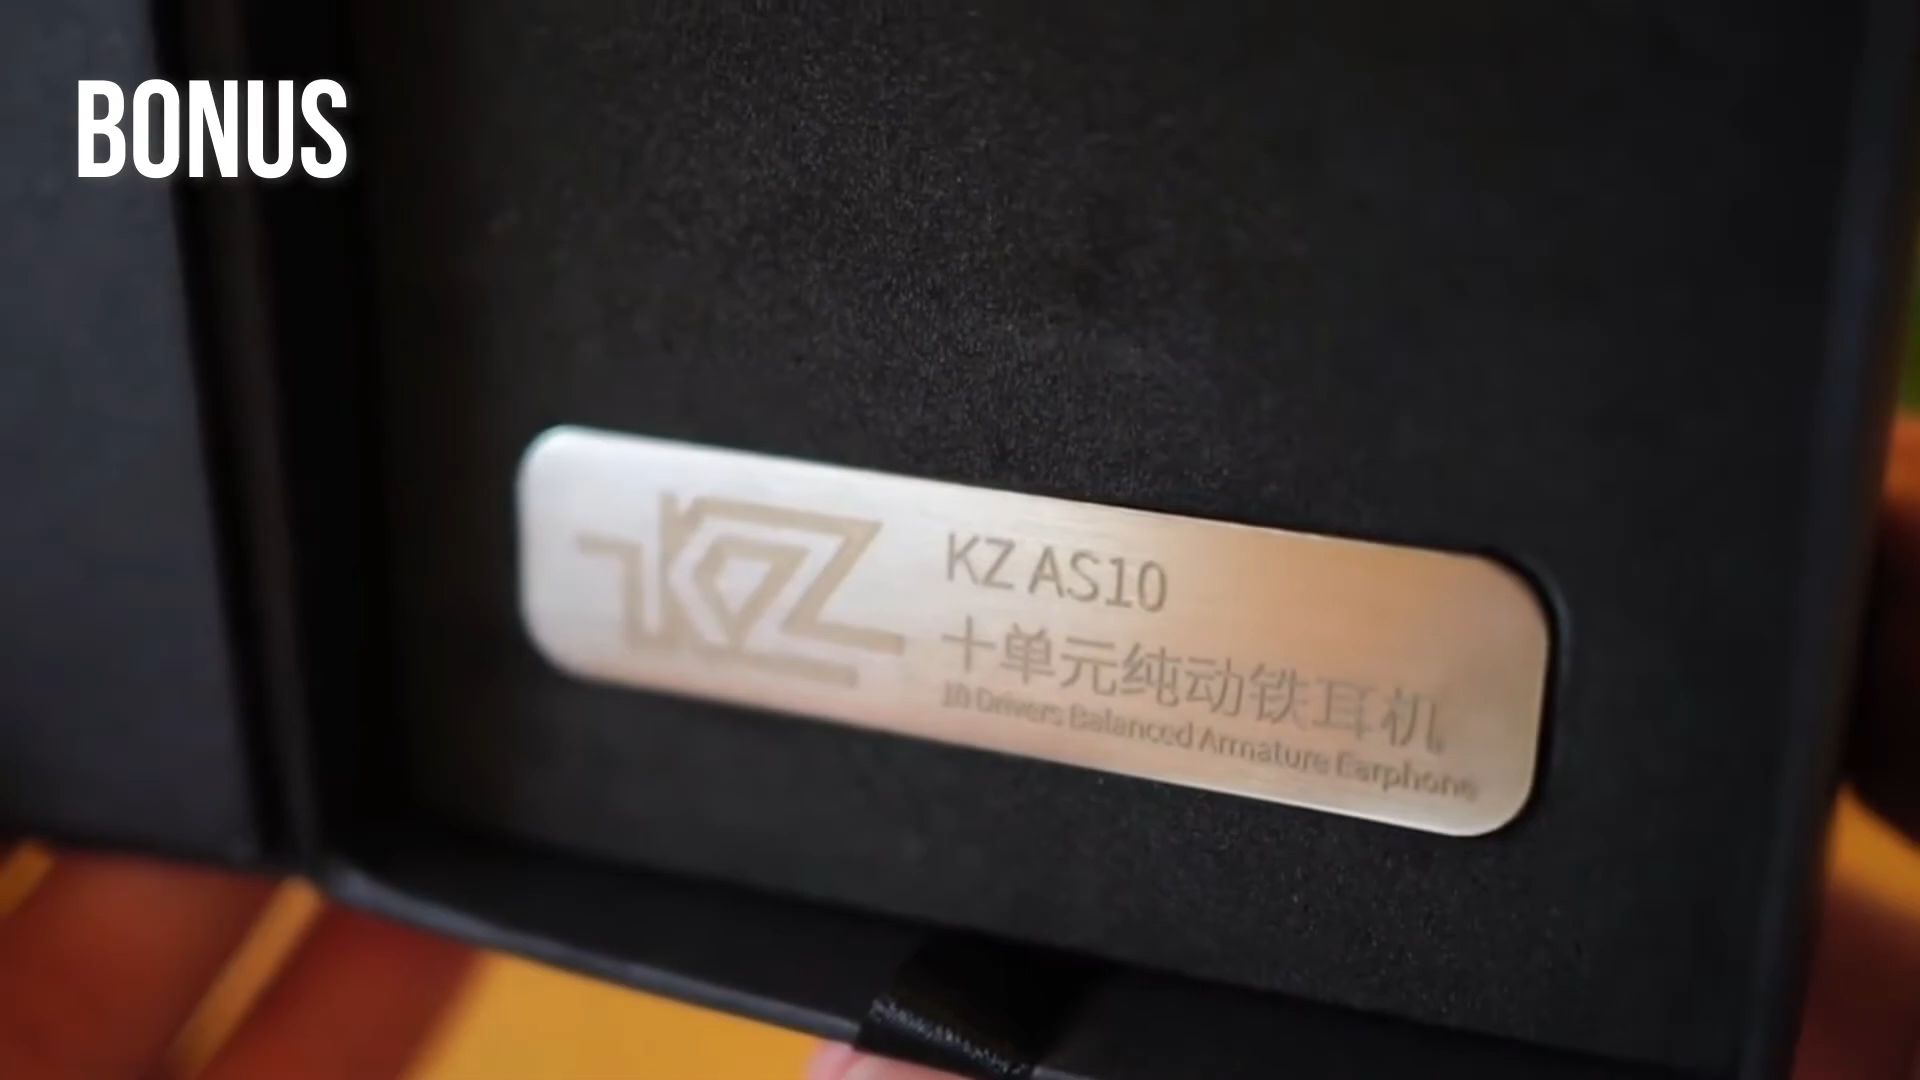 BONUS
KZ
KZ AS10
十单元纯动铁耳机
10 Drivers Balanced Armature Earphone